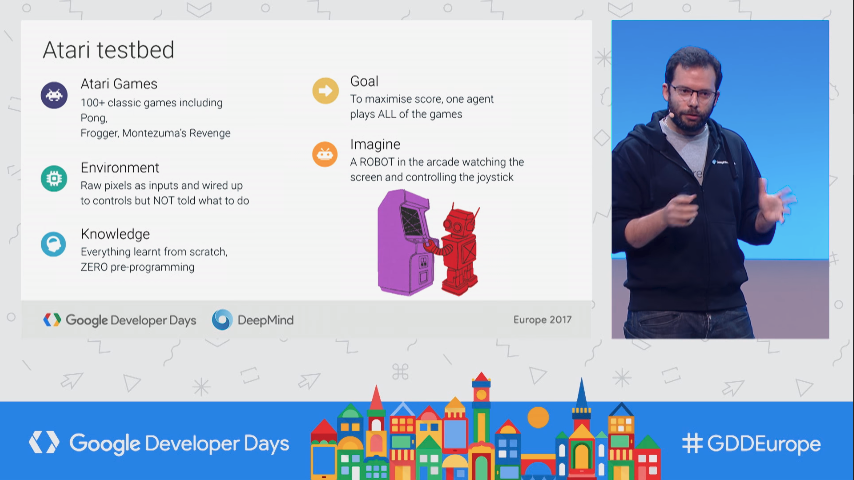 Atari testbed
Atari Games
100+ classic games including
Pong,
Frogger, Montezuma's Revenge
Environment
Raw pixels as inputs and wired up
to controls but NOT told what to do
Knowledge
Everything learnt from scratch,
ZERO pre-programming
Goal
To maximise score, one agent
plays ALL of the games
Imagine
A ROBOT in the arcade watching the
screen and controlling the joystick
Google Developer Days
DeepMind
Europe 2017
Google Developer Days
#GDDEurope